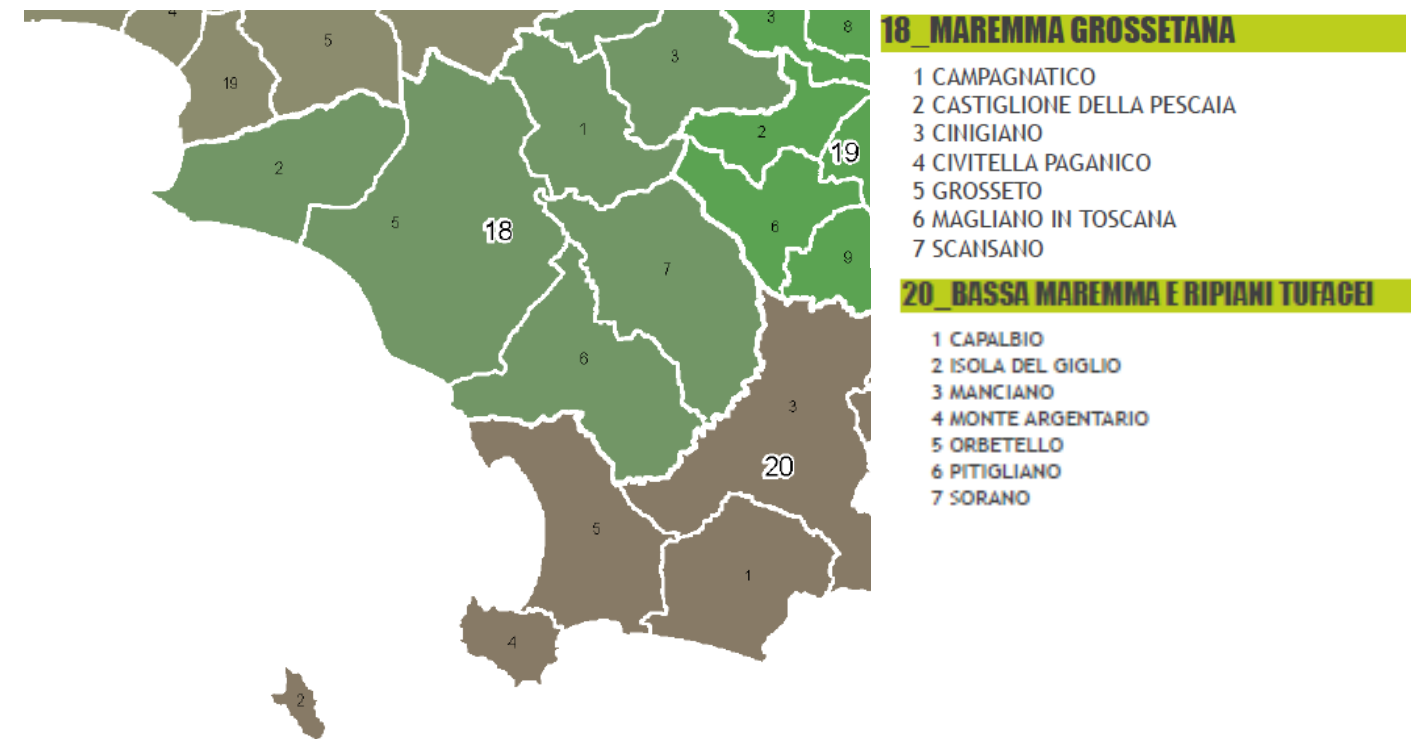 4
5
3
8
3
19
1
2
19
2
5
18
6
9
7
6
3
20
5
1
4
2
18_MAREMMA GROSSETANA
1 CAMPAGNATICO
2 CASTIGLIONE DELLA PESCAIA
3 CINIGIANO
4 CIVITELLA PAGANICO
5 GROSSETO
6 MAGLIANO IN TOSCANA
7 SCANSANO
20_BASSA MAREMMA E RIPIANI TUFACEI
1 CAPALBIO
2 ISOLA DEL GIGLIO
3 MANCIANO
4 MONTE ARGENTARIO
5 ORBETELLO
6 PITIGLIANO
7 SORANO